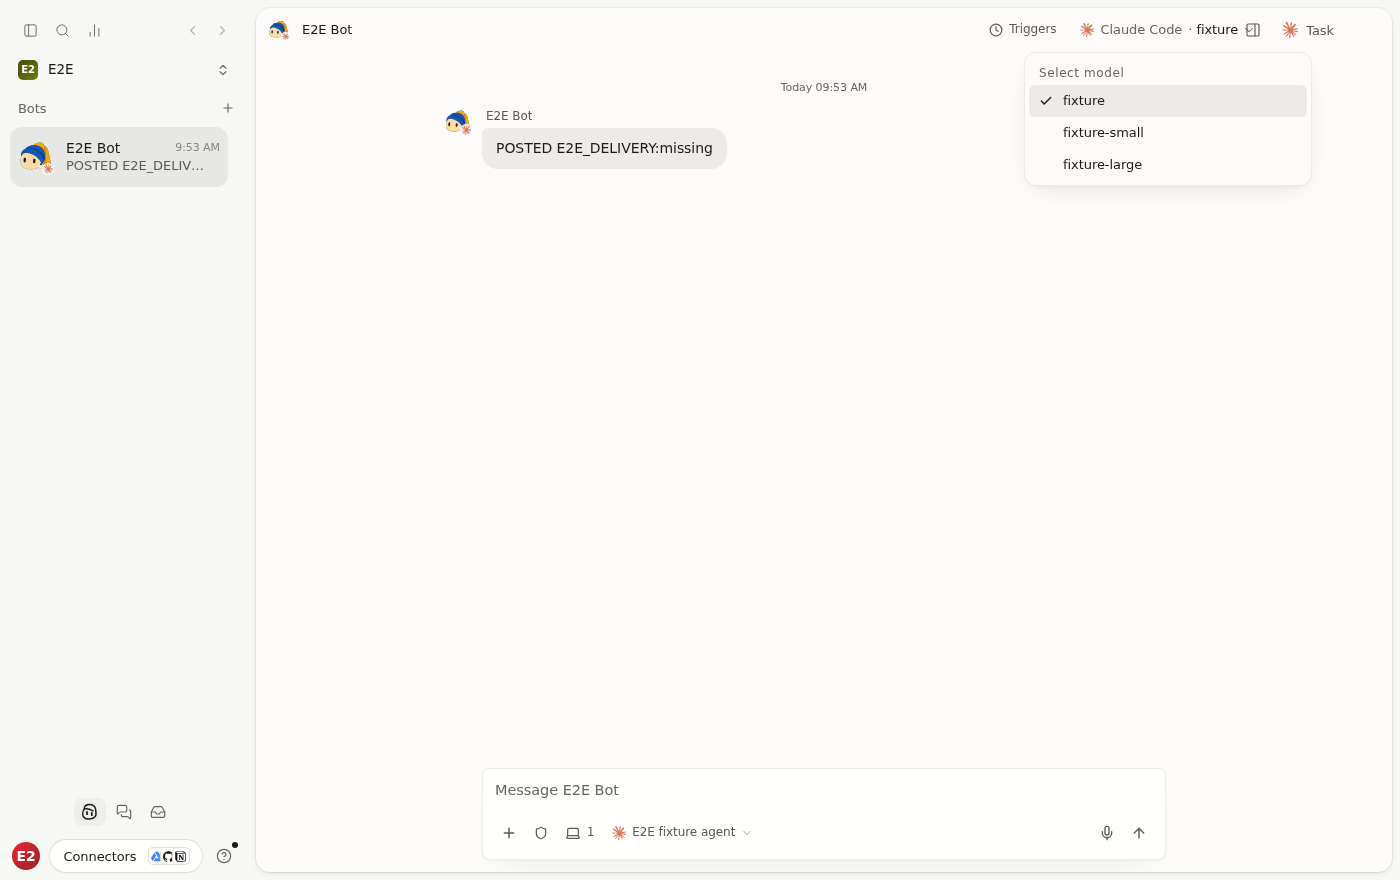 E2 E2E
Bots
E2E Bot 9:53 AM
POSTED E2E_DELIV...
E2 Connectors
E2E Bot
Triggers
Claude Code · fixture
Task
Select model
fixture
fixture-small
fixture-large
Today 09:53 AM
E2E Bot
POSTED E2E_DELIVERY:missing
Message E2E Bot
1 E2E fixture agent